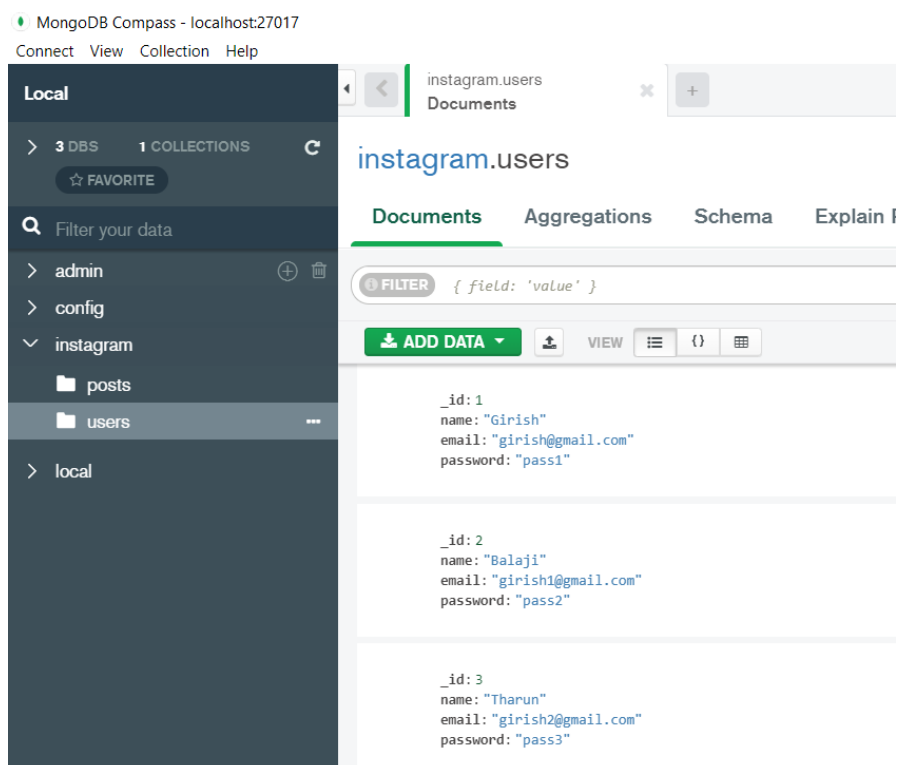 MongoDB Compass - localhost:27017
Connect View Collection Help
Local
3 DBS 1 COLLECTIONS
FAVORITE
Filter your data
admin
config
instagram
posts
users
local
instagram.users
Documents
instagram.users
Documents Aggregations Schema Explain
FILTER { field: 'value' }
ADD DATA VIEW {}
_id: 1
name: "Girish"
email: "girish@gmail.com"
password: "pass1"
_id: 2
name: "Balaji"
email: "girish1@gmail.com"
password: "pass2"
_id: 3
name: "Tharun"
email: "girish2@gmail.com"
password: "pass3"